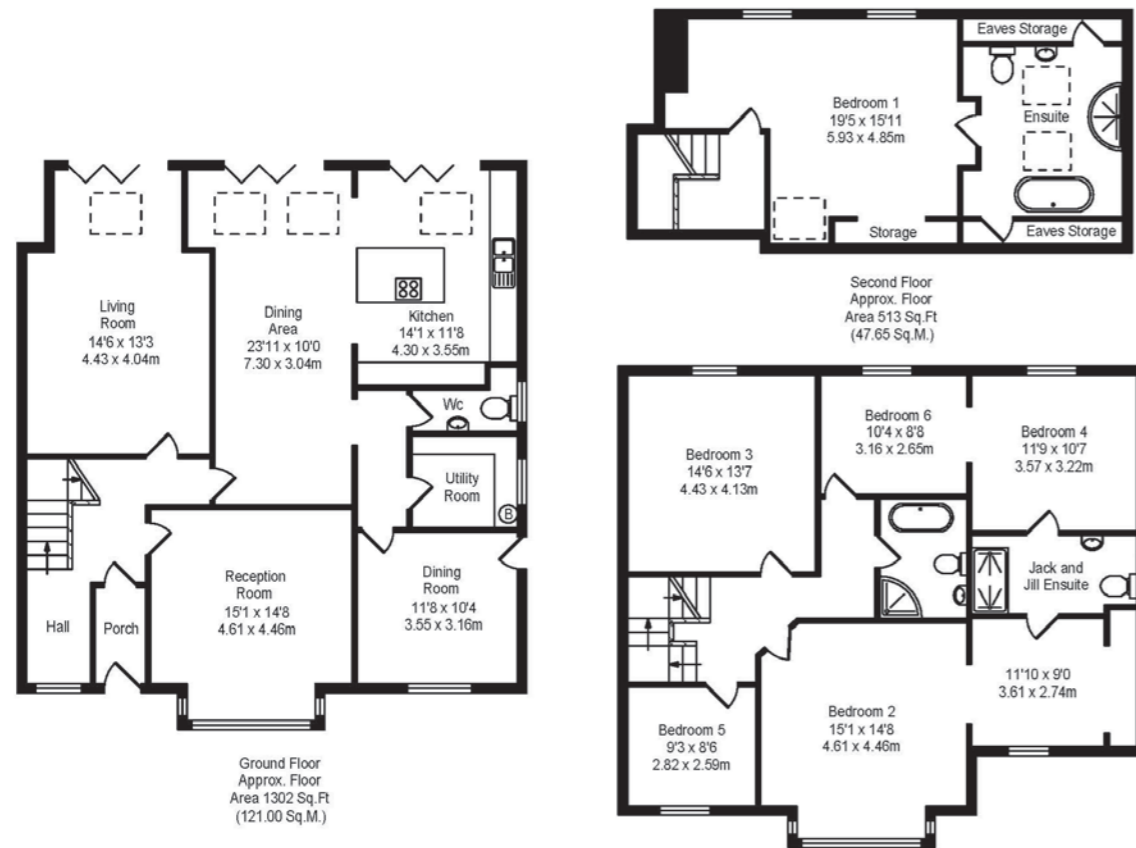 Living
Room
14'6 x 13'3
4.43 x 4.04m
Dining
Area
23'11 x 10'0
7.30 x 3.04m
Kitchen
14'1 x 11'8
4.30 x 3.55m
Wc
Utility
Room
B
Hall
Porch
Reception
Room
15'1 x 14'8
4.61 x 4.46m
Dining
Room
11'8 x 10'4
3.55 x 3.16m
Ground Floor
Approx. Floor
Area 1302 Sq.Ft
(121.00 Sq.M.)
Eaves Storage
Bedroom 1
19'5 x 15'11
5.93 x 4.85m
Ensuite
Storage
Eaves Storage
Second Floor
Approx. Floor
Area 513 Sq.Ft
(47.65 Sq.M.)
Bedroom 3
14'6 x 13'7
4.43 x 4.13m
Bedroom 6
10'4 x 8'8
3.16 x 2.65m
Bedroom 4
11'9 x 10'7
3.57 x 3.22m
Jack and
Jill Ensuite
Bedroom 5
9'3 x 8'6
2.82 x 2.59m
Bedroom 2
15'1 x 14'8
4.61 x 4.46m
11'10 x 9'0
3.61 x 2.74m